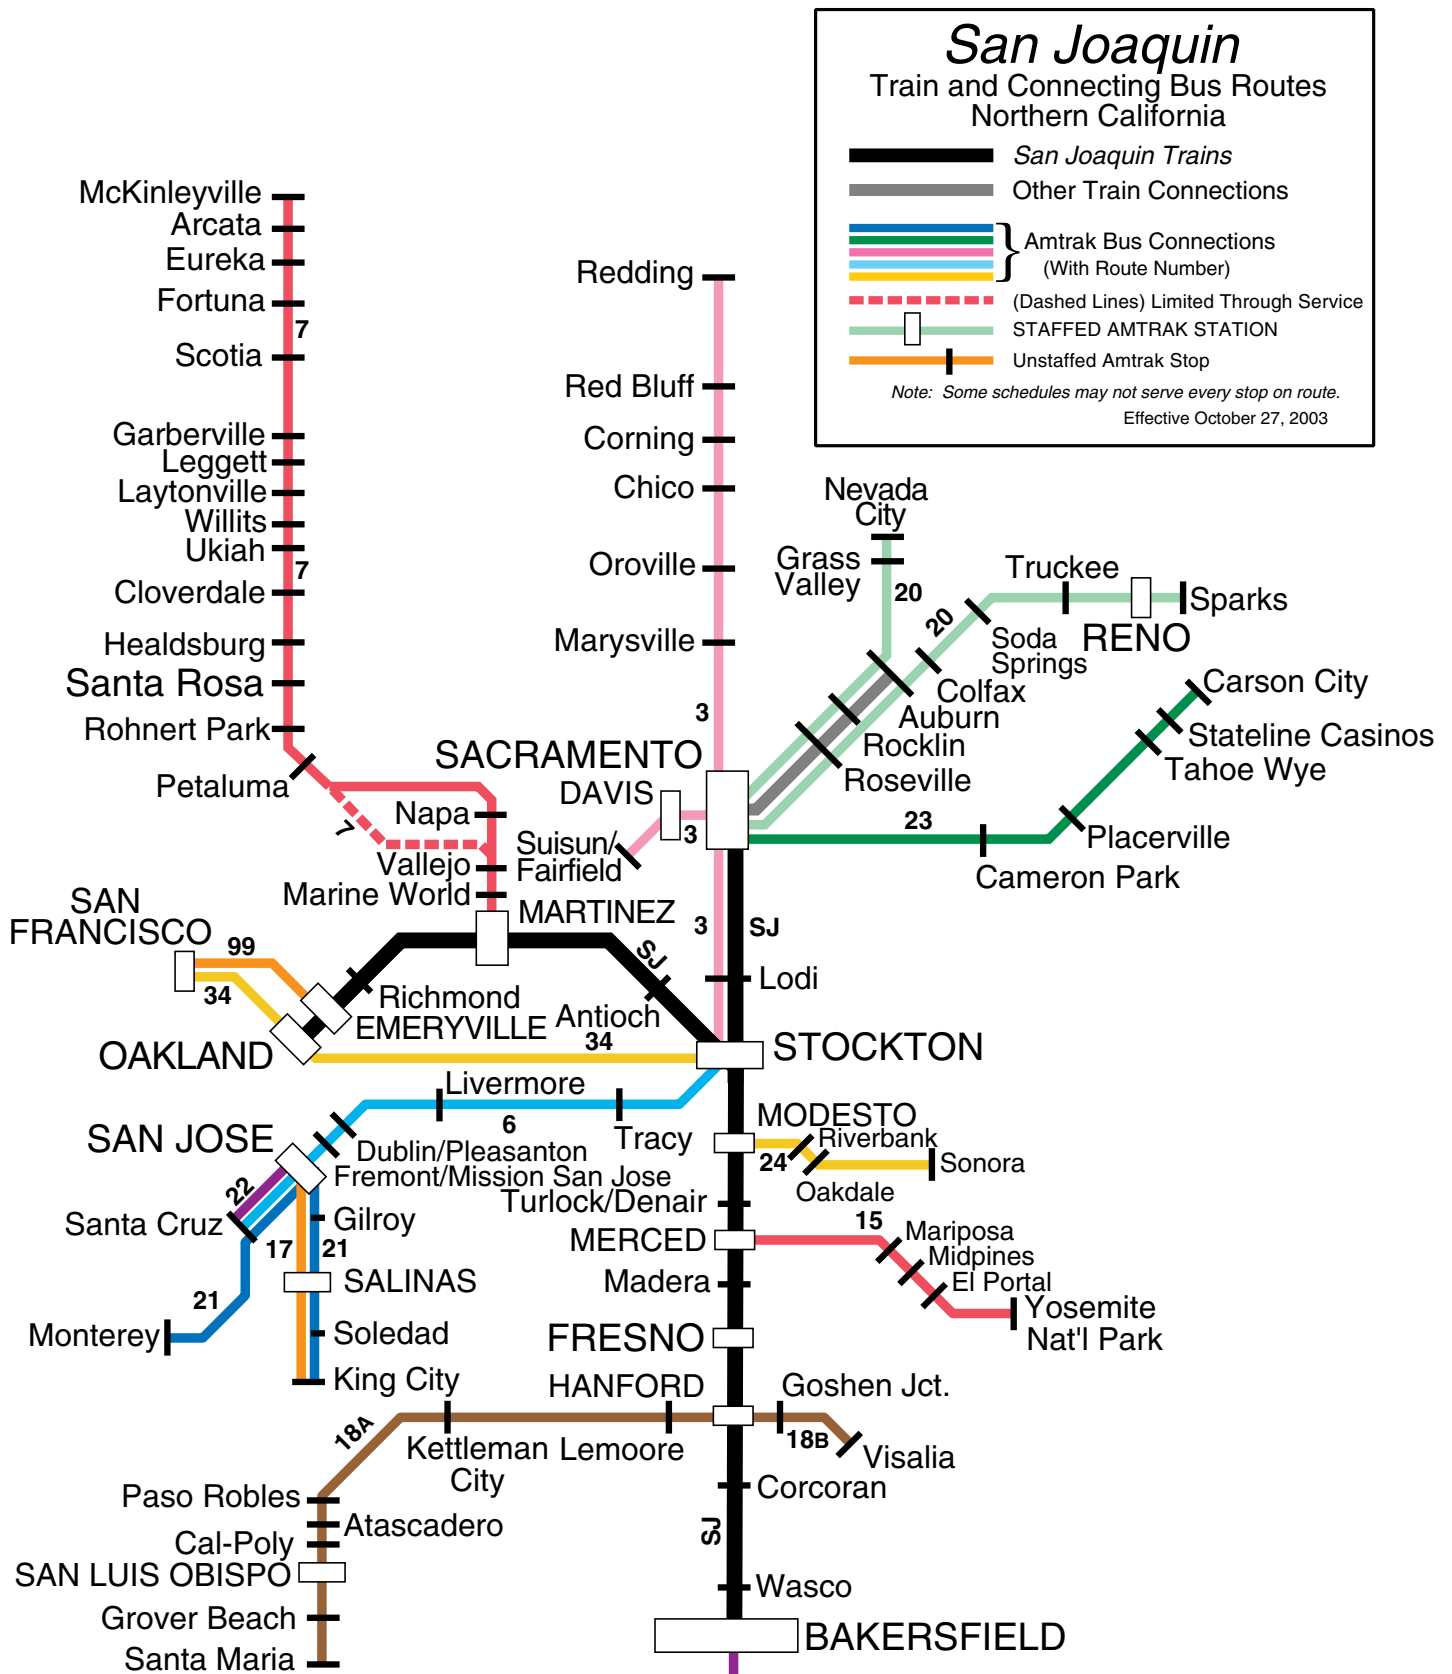 San Joaquin
Train and Connecting Bus Routes
Northern California
San Joaquin Trains
Other Train Connections
Amtrak Bus Connections
(With Route Number)
(Dashed Lines) Limited Through Service
STAFFED AMTRAK STATION
Unstaffed Amtrak Stop
Note: Some schedules may not serve every stop on route.
Effective October 27, 2003
McKinleyville
Arcata
Eureka
Fortuna
7
Scotia
Garberville
Leggett
Laytonville
Willits
Ukiah
7
Cloverdale
Healdsburg
Santa Rosa
Rohnert Park
Petaluma
7
Napa
Vallejo
Marine World
MARTINEZ
Redding
Red Bluff
Corning
Chico
Oroville
Marysville
3
SACRAMENTO
DAVIS
3
Suisun/
Fairfield
Nevada
City
Grass
Valley
20
20
Truckee
Sparks
RENO
Soda
Springs
Colfax
Auburn
Rocklin
Roseville
Carson City
Stateline Casinos
Tahoe Wye
Placerville
23
Cameron Park
SAN
FRANCISCO
99
34
Richmond
EMERYVILLE
OAKLAND
SJ
Antioch
34
3
SJ
Lodi
STOCKTON
Livermore
6
Tracy
Dublin/Pleasanton
Fremont/Mission San Jose
SAN JOSE
22
Santa Cruz
17
21
Gilroy
SALINAS
21
Monterey
Soledad
King City
MODESTO
Riverbank
24
Sonora
Oakdale
Turlock/Denair
MERCED
15
Mariposa
Midpines
El Portal
Yosemite
Nat'l Park
Madera
FRESNO
HANFORD
Goshen Jct.
18B
Visalia
18A
Kettleman
City
Lemoore
Corcoran
Paso Robles
Atascadero
Cal-Poly
SAN LUIS OBISPO
Grover Beach
Santa Maria
SJ
Wasco
BAKERSFIELD